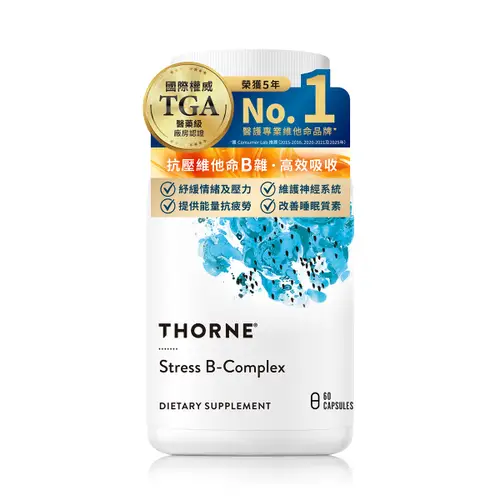 國際權威
TGA
醫藥級
廠房認證
榮獲5年
No.1
醫護專業維他命品牌*
抗壓維他命B雜·高效吸收
紓緩情緒及壓力
維護神經系統
提供能量抗疲勞
改善睡眠質素
THORNE®
Stress B-Complex
DIETARY SUPPLEMENT
60
CAPSULES